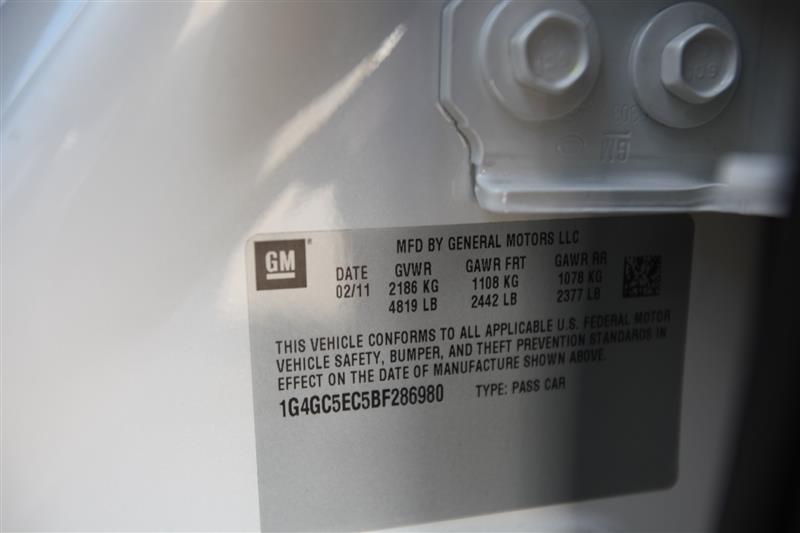 GM
MFD BY GENERAL MOTORS LLC
DATE GVWR GAWR FRT GAWR RR
02/11 2186 KG 1108 KG 1078 KG
4819 LB 2442 LB 2377 LB
THIS VEHICLE CONFORMS TO ALL APPLICABLE U.S. FEDERAL MOTOR
VEHICLE SAFETY, BUMPER, AND THEFT PREVENTION STANDARDS IN
EFFECT ON THE DATE OF MANUFACTURE SHOWN ABOVE.
1G4GC5EC5BF286980 TYPE: PASS CAR
GM